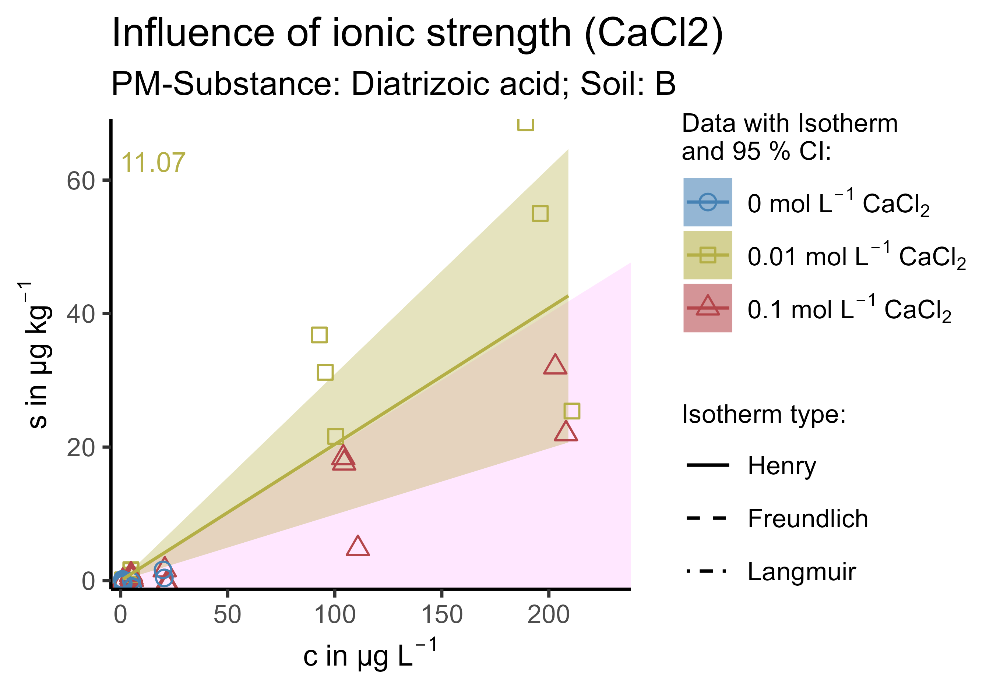 Influence of ionic strength (CaCl2)
PM-Substance: Diatrizoic acid; Soil: B
11.07
60
40
20
0
s in µg kg⁻¹
0 50 100 150 200
c in µg L⁻¹
Data with Isotherm
and 95 % CI:
0 mol L⁻¹ CaCl₂
0.01 mol L⁻¹ CaCl₂
0.1 mol L⁻¹ CaCl₂
Isotherm type:
Henry
Freundlich
Langmuir